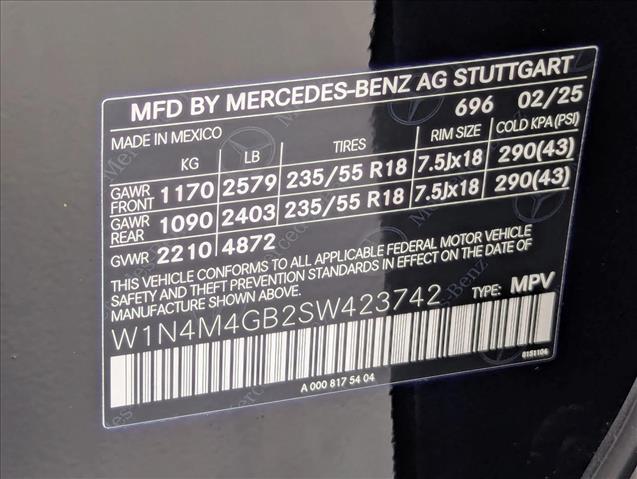 MFD BY MERCEDES-BENZ AG STUTTGART
696 02/25
MADE IN MEXICO
KG LB TIRES RIM SIZE COLD KPA(PSI)
GAWR FRONT 1170 2579 235/55 R18 7.5Jx18 290(43)
GAWR REAR 1090 2403 235/55 R18 7.5Jx18 290(43)
GVWR 2210 4872
THIS VEHICLE CONFORMS TO ALL APPLICABLE FEDERAL MOTOR VEHICLE
SAFETY AND THEFT PREVENTION STANDARDS IN EFFECT ON THE DATE OF
MANUFACTURE SHOWN ABOVE.
W1N4M4GB2SW423742 TYPE: MPV
A 000 817 54 04